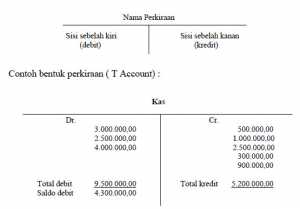 Nama Perkiraan
Sisi sebelah kiri Sisi sebelah kanan
(debit) (kredit)
Contoh bentuk perkiraan ( T Account) :
Kas
Dr. Cr.
3.000.000,00 500.000,00
2.500.000,00 1.000.000,00
4.000.000,00 2.500.000,00
300.000,00
900.000,00
Total debit 9.500.000,00 Total kredit 5.200.000,00
Saldo debit 4.300.000,00